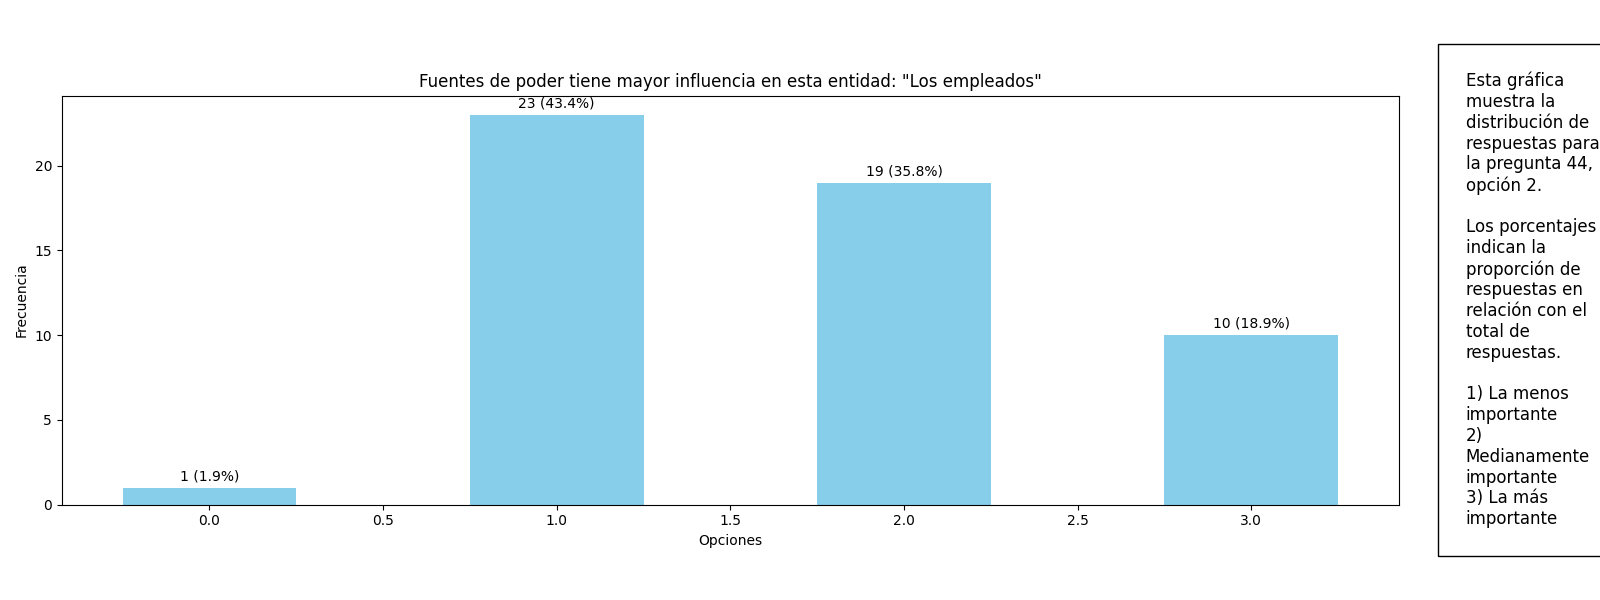 Fuentes de poder tiene mayor influencia en esta entidad: "Los empleados"
23 (43.4%)
19 (35.8%)
10 (18.9%)
1 (1.9%)
Frecuencia
20
15
10
5
0
0.0
0.5
1.0
1.5
2.0
2.5
3.0
Opciones
Esta gráfica
muestra la
distribución de
respuestas para
la pregunta 44,
opción 2.
Los porcentajes
indican la
proporción de
respuestas en
relación con el
total de
respuestas.
1) La menos
importante
2)
Medianamente
importante
3) La más
importante